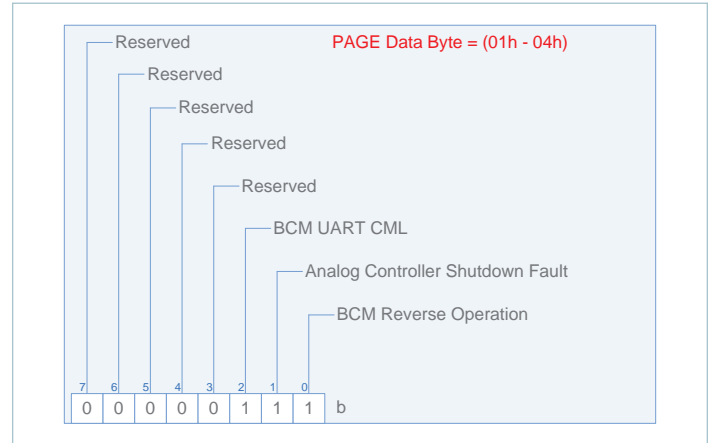 Reserved PAGE Data Byte = (01h - 04h)
Reserved
Reserved
Reserved
Reserved
BCM UART CML
Analog Controller Shutdown Fault
BCM Reverse Operation
7 6 5 4 3 2 1 0
0 0 0 0 0 1 1 1 b